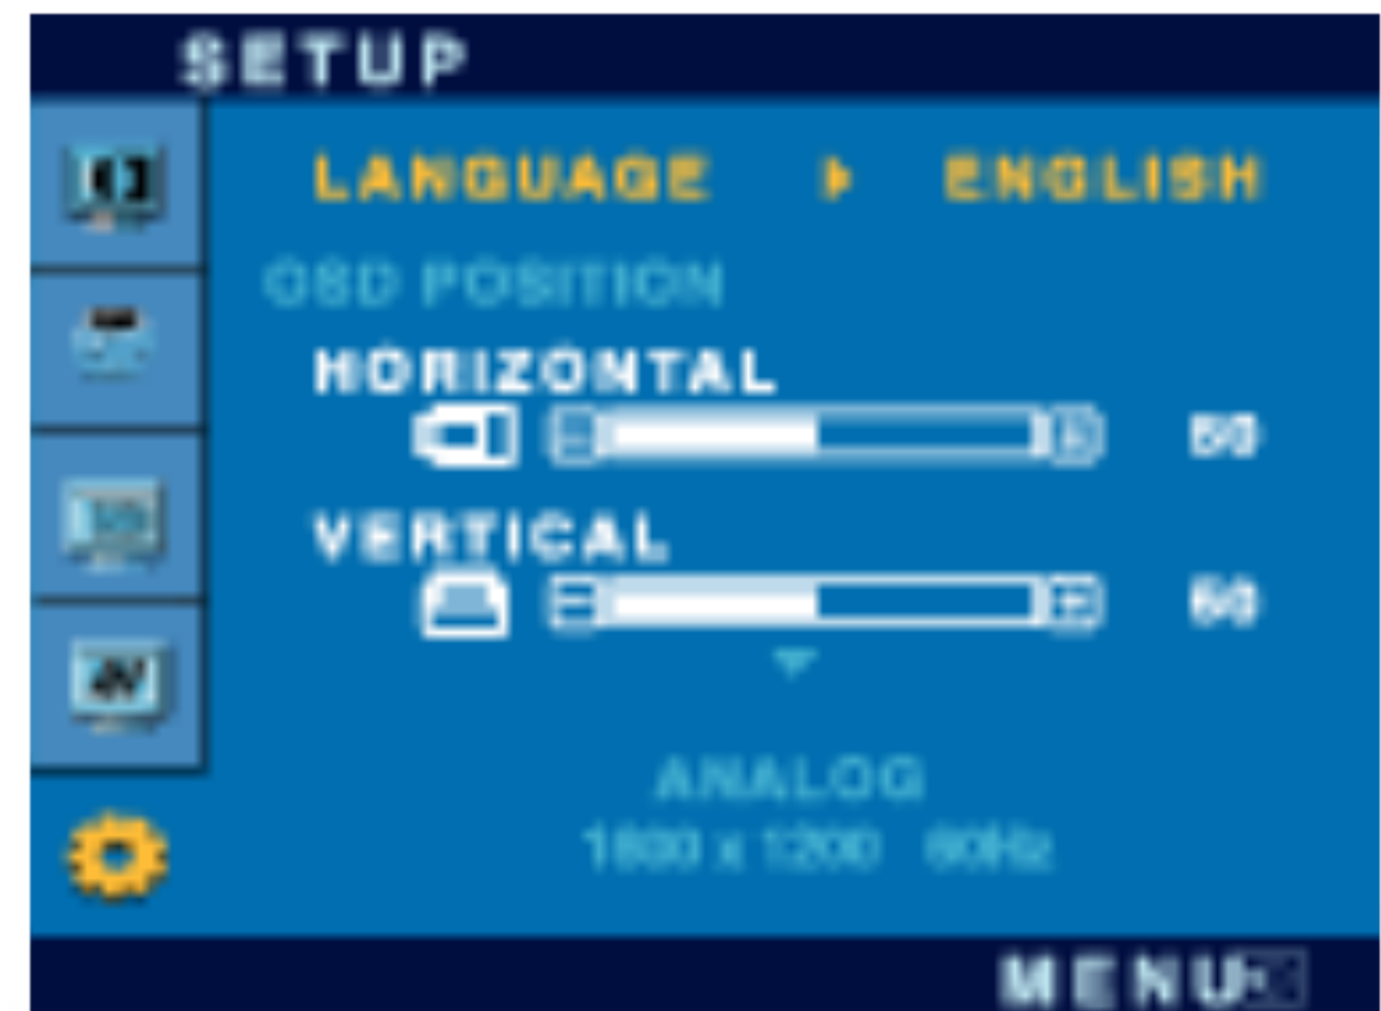 SETUP
LANGUAGE ENGLISH
OSD POSITION
HORIZONTAL
50
VERTICAL
50
ANALOG
1600 x 1200 60Hz
MENU